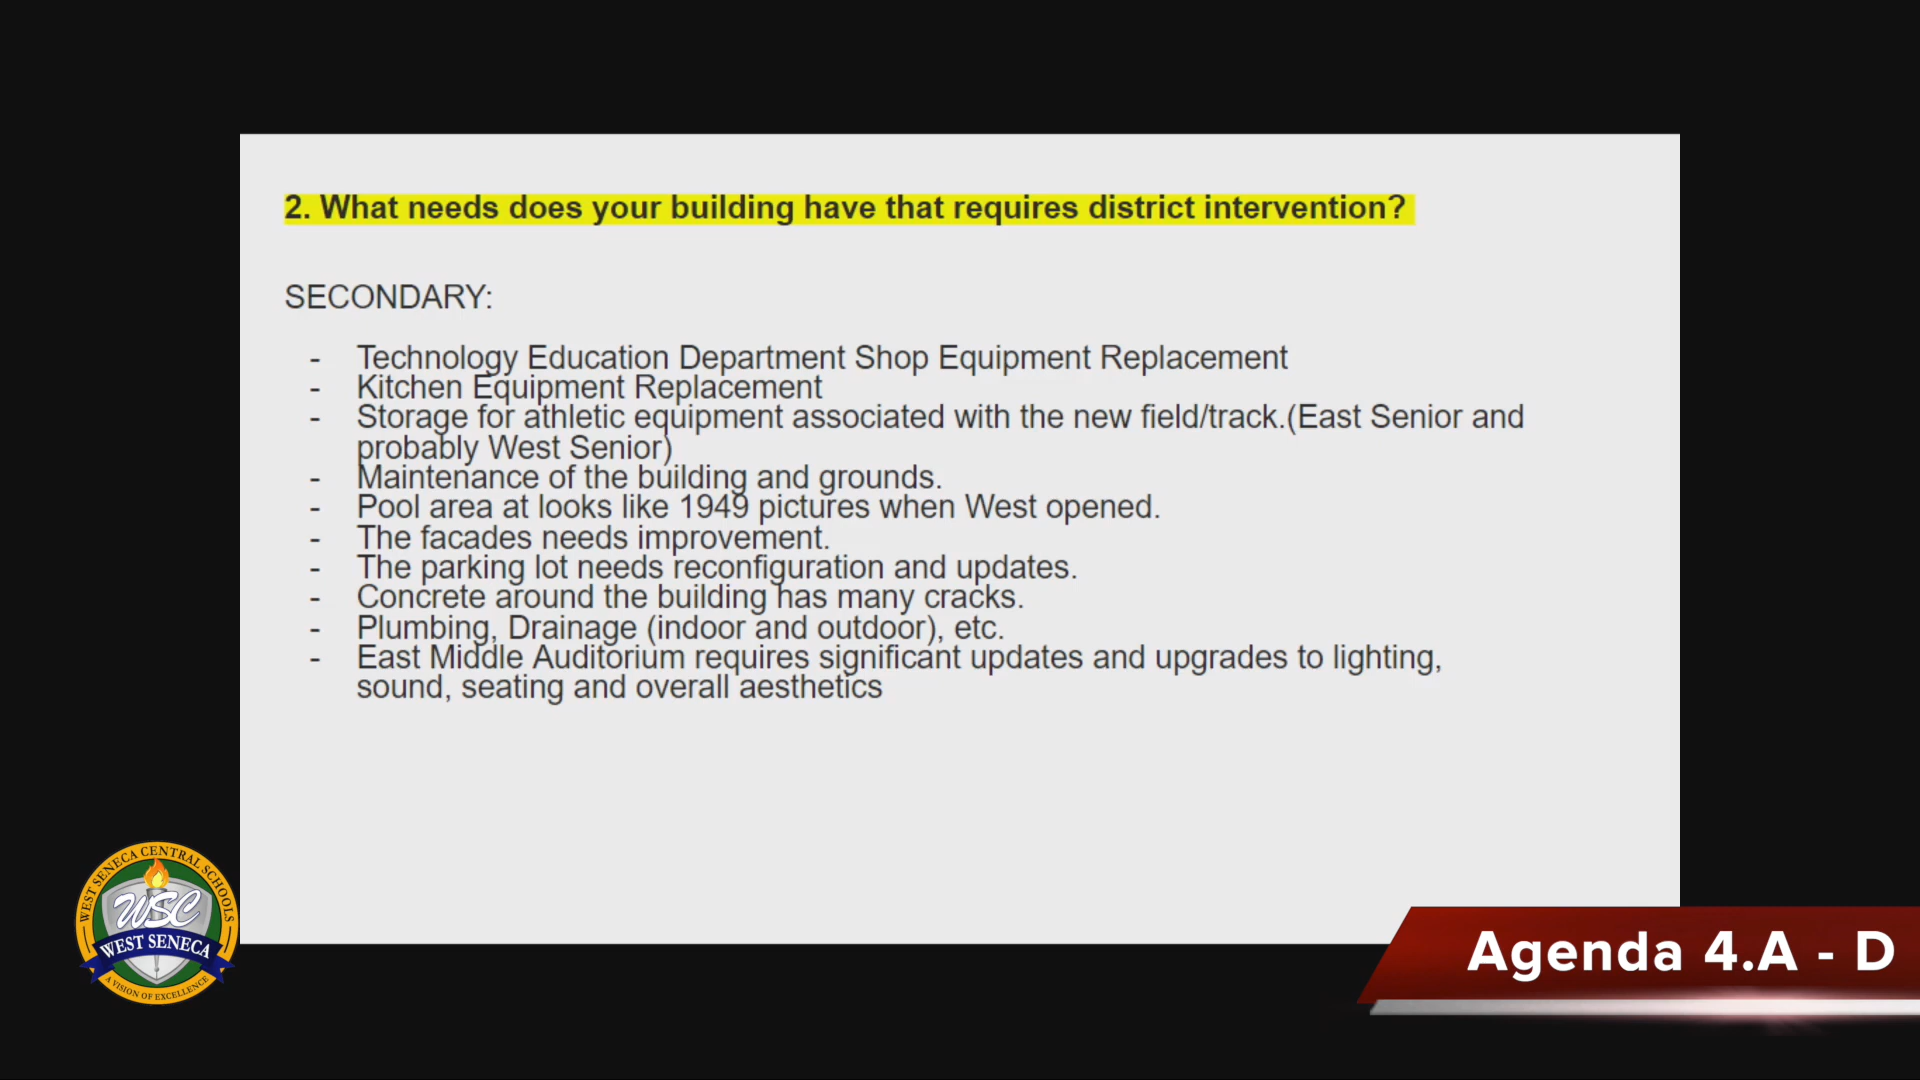 2. What needs does your building have that requires district intervention?
SECONDARY:
- Technology Education Department Shop Equipment Replacement
- Kitchen Equipment Replacement
- Storage for athletic equipment associated with the new field/track.(East Senior and
probably West Senior)
- Maintenance of the building and grounds.
- Pool area at looks like 1949 pictures when West opened.
- The facades needs improvement.
- The parking lot needs reconfiguration and updates.
- Concrete around the building has many cracks.
- Plumbing, Drainage (indoor and outdoor), etc.
- East Middle Auditorium requires significant updates and upgrades to lighting,
sound, seating and overall aesthetics
WEST SENECA CENTRAL SCHOOLS
WSC
WEST SENECA
A VISION OF EXCELLENCE
Agenda 4.A - D